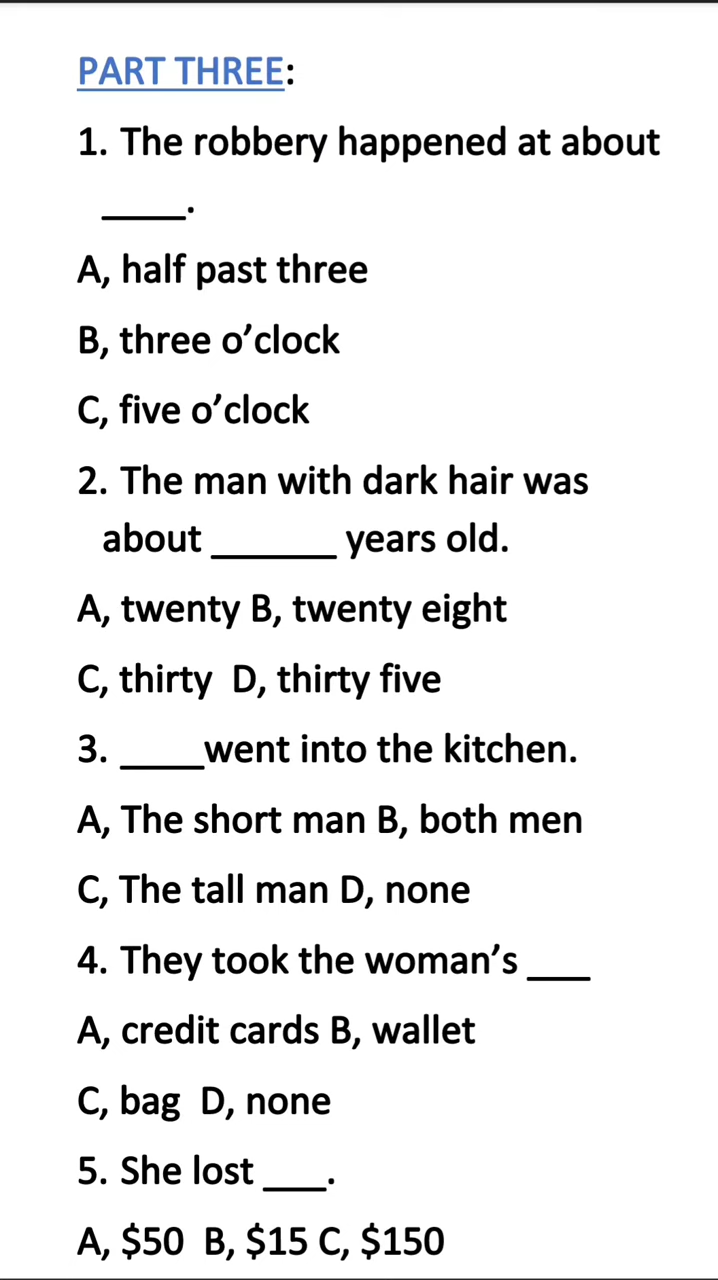 PART THREE:
1. The robbery happened at about
____.
A, half past three
B, three o’clock
C, five o’clock
2. The man with dark hair was
about ______ years old.
A, twenty B, twenty eight
C, thirty D, thirty five
3. ____went into the kitchen.
A, The short man B, both men
C, The tall man D, none
4. They took the woman’s ___
A, credit cards B, wallet
C, bag D, none
5. She lost ___.
A, $50 B, $15 C, $150